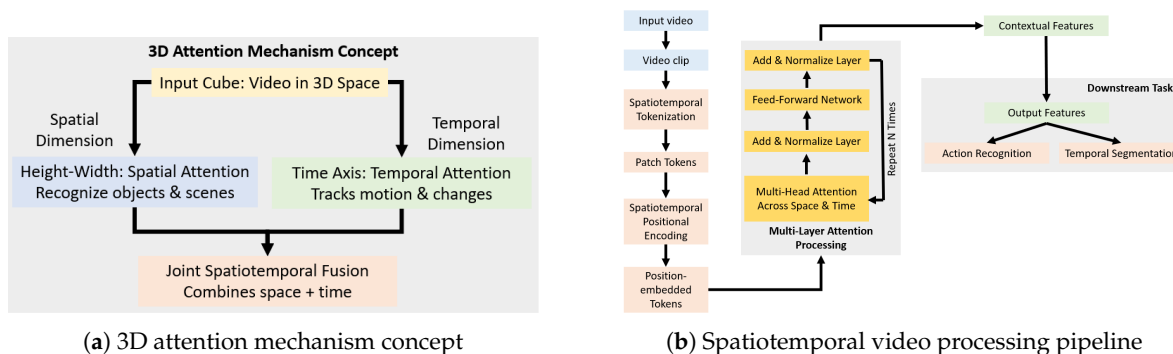 3D Attention Mechanism Concept
Input Cube: Video in 3D Space
Spatial
Dimension
Temporal
Dimension
Height-Width: Spatial Attention
Recognize objects & scenes
Time Axis: Temporal Attention
Tracks motion & changes
Joint Spatiotemporal Fusion
Combines space + time
(a) 3D attention mechanism concept
Input video
Video clip
Spatiotemporal
Tokenization
Patch Tokens
Spatiotemporal
Positional
Encoding
Position-
embedded
Tokens
Add & Normalize Layer
Feed-Forward Network
Add & Normalize Layer
Multi-Head Attention
Across Space & Time
Repeat N Times
Multi-Layer Attention
Processing
Contextual Features
Downstream Task
Output Features
Action Recognition
Temporal Segmentation
(b) Spatiotemporal video processing pipeline